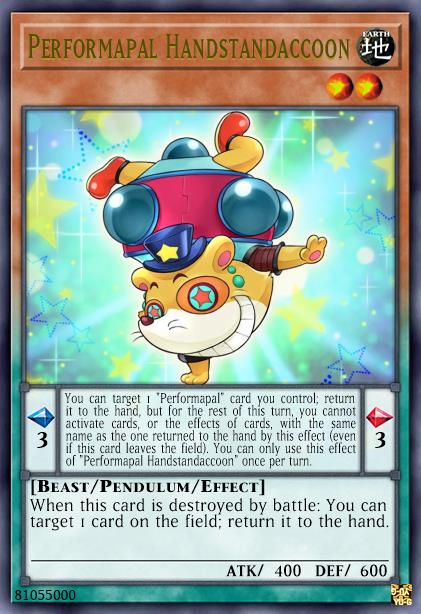 Performapal Handstandaccoon
EARTH
地
You can target 1 "Performapal" card you control; return
it to the hand, but for the rest of this turn, you cannot
activate cards, or the effects of cards, with the same
name as the one returned to the hand by this effect (even
if this card leaves the field). You can only use this effect
of "Performapal Handstandaccoon" once per turn.
3
3
[Beast/Pendulum/Effect]
When this card is destroyed by battle: You can
target 1 card on the field; return it to the hand.
ATK/ 400 DEF/ 600
81055000